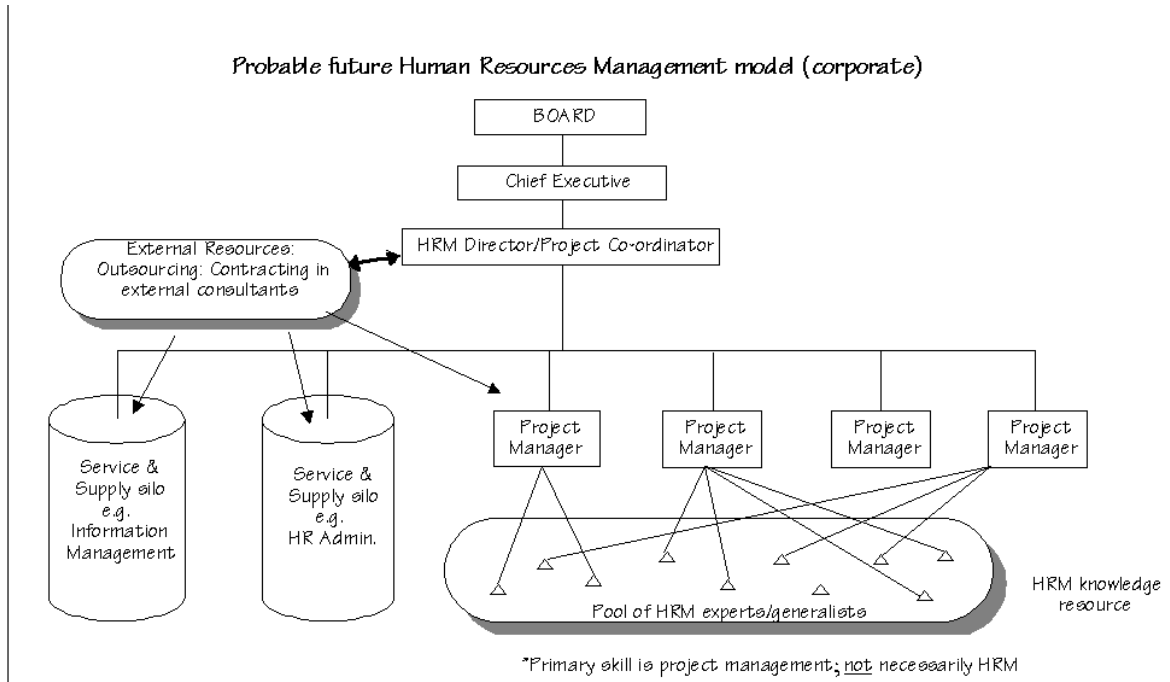 Probable future Human Resources Management model (corporate)
BOARD
Chief Executive
HRM Director/Project Co-ordinator
External Resources:
Outsourcing: Contracting in
external consultants
Service &
Supply silo
e.g.
Information
Management
Service &
Supply silo
e.g.
HR Admin.
Project
Manager
Project
Manager
Project
Manager
Project
Manager
Pool of HRM experts/generalists
HRM knowledge
resource
*Primary skill is project management; not necessarily HRM